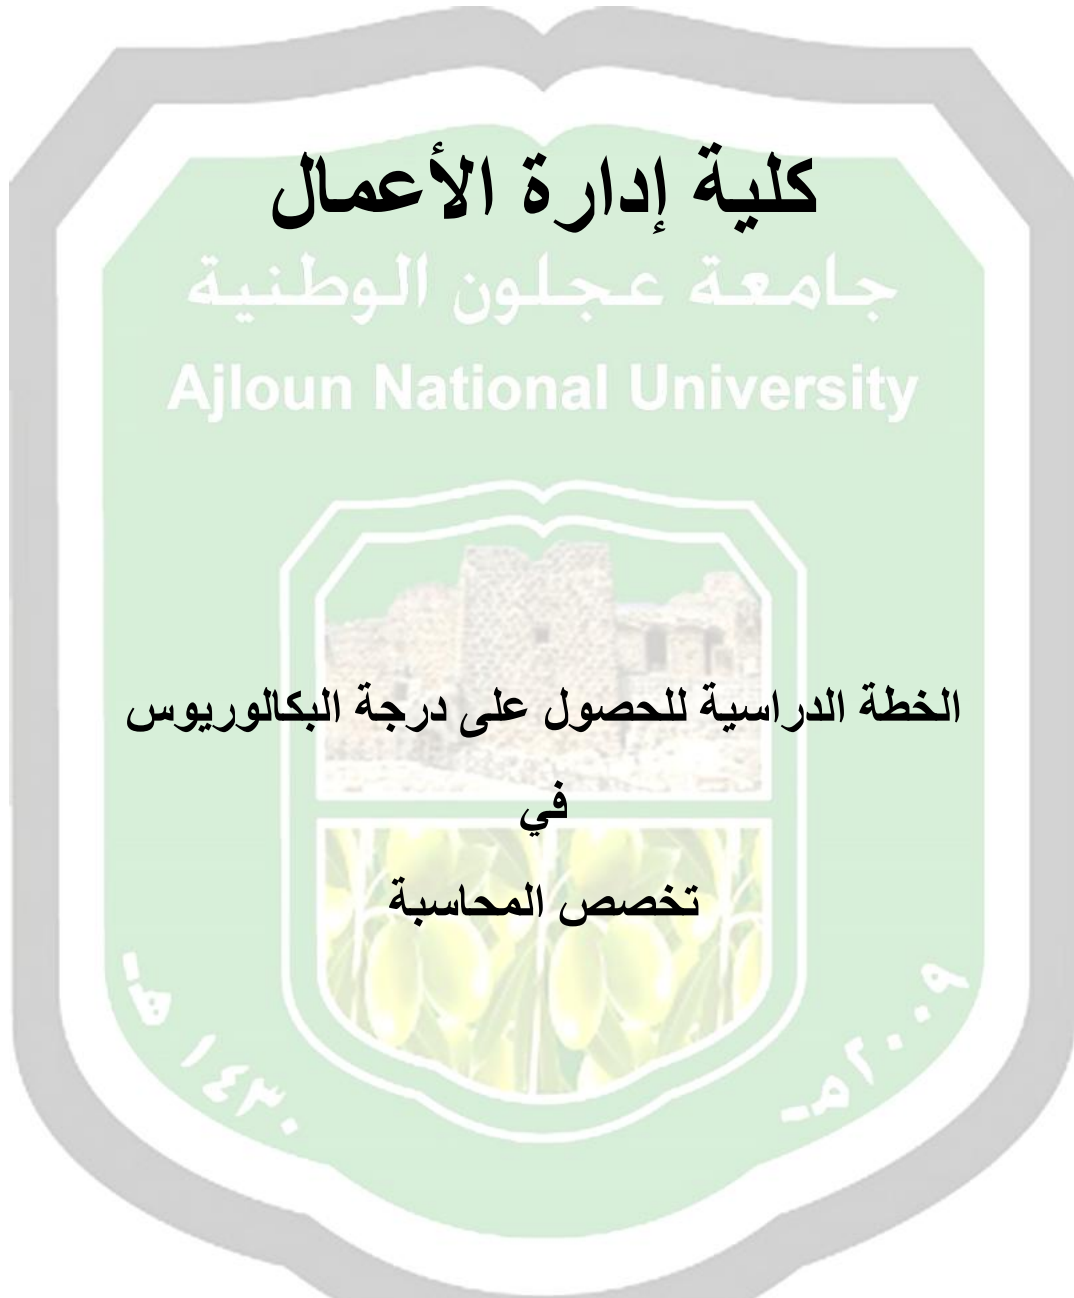 كلية إدارة الأعمال
جامعة عجلون الوطنية
Ajloun National University
الخطة الدراسية للحصول على درجة البكالوريوس
في
تخصص المحاسبة
١٤٣٠ هـ
٢٠٠٩مـ